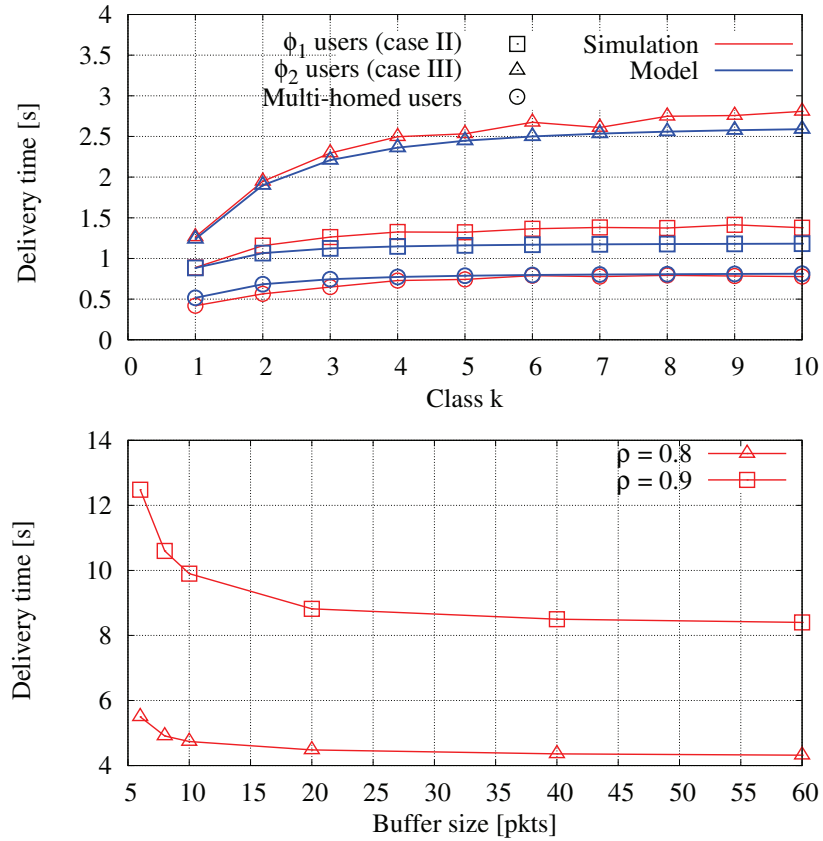 4
3.5
3
2.5
2
1.5
1
0.5
0
ϕ1 users (case II)
ϕ2 users (case III)
Multi-homed users
Simulation
Model
Delivery time [s]
0 1 2 3 4 5 6 7 8 9 10
Class k
14
12
10
8
6
4
ρ = 0.8
ρ = 0.9
Delivery time [s]
5 10 15 20 25 30 35 40 45 50 55 60
Buffer size [pkts]